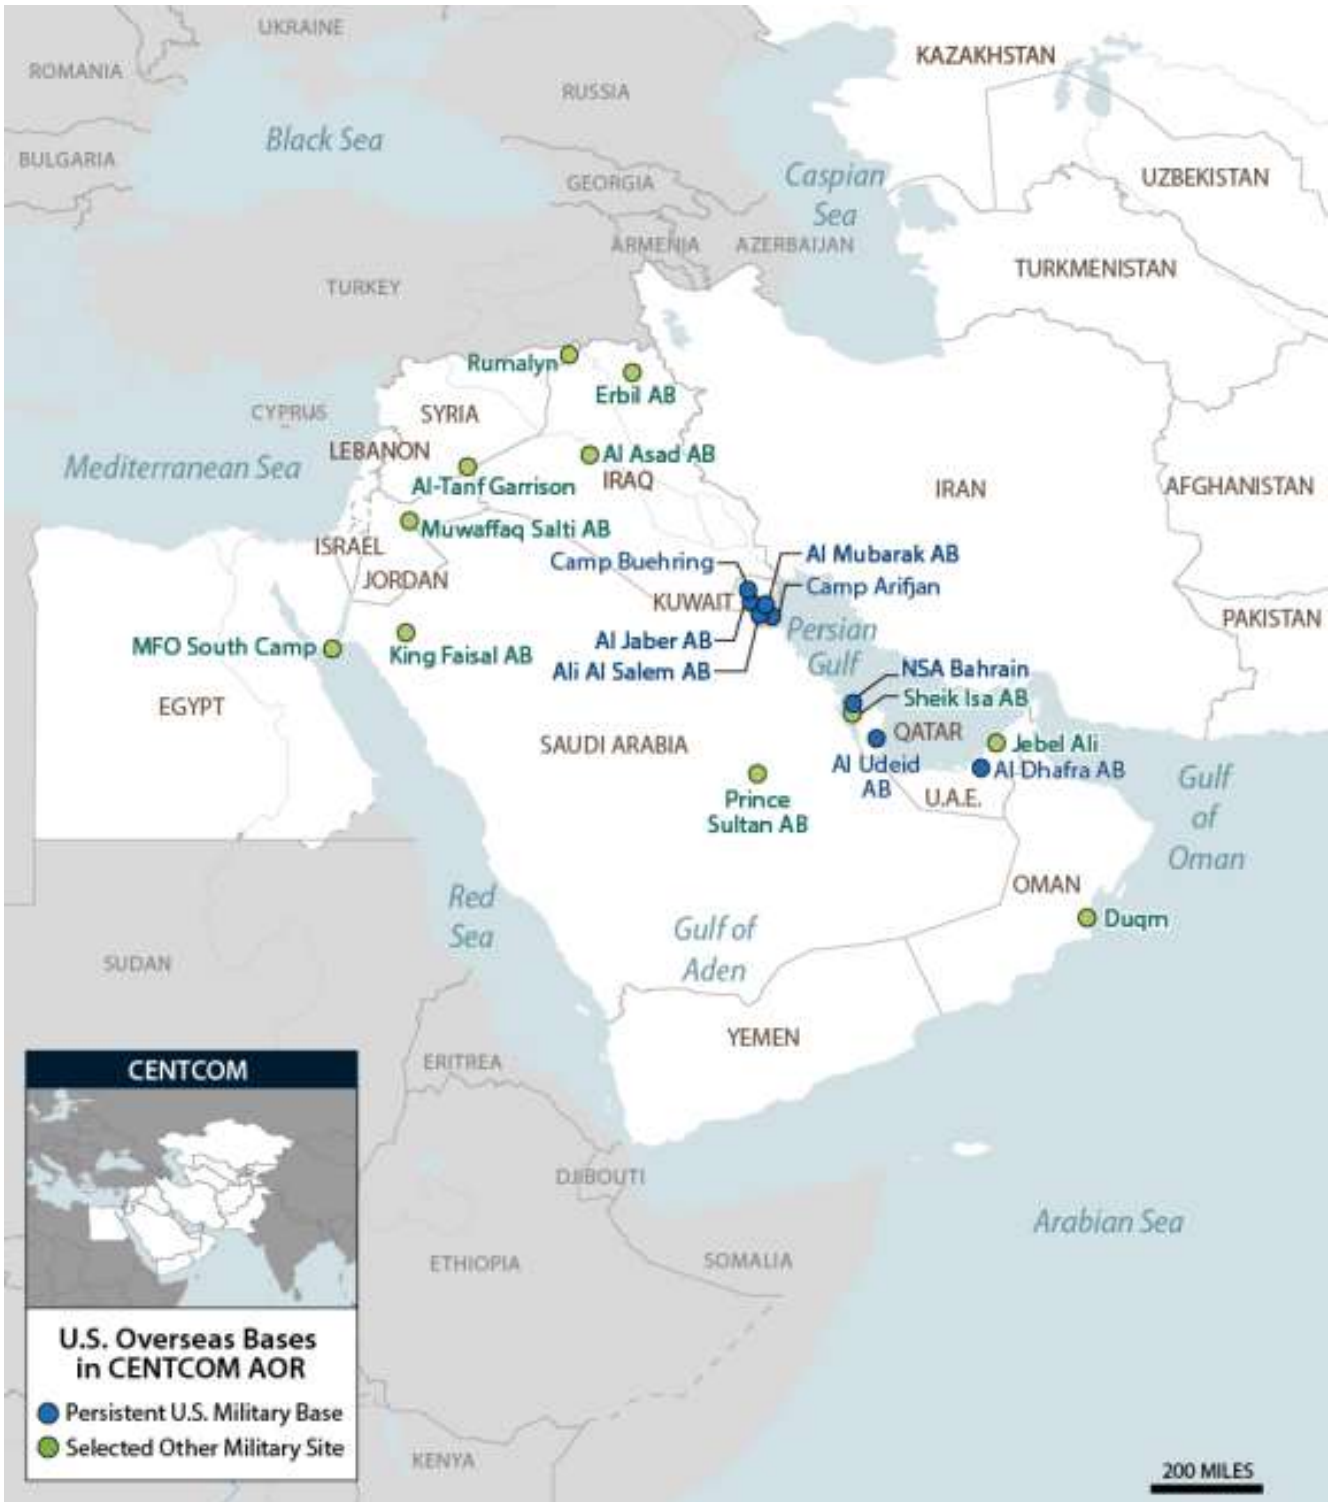 UKRAINE
KAZAKHSTAN
ROMANIA
RUSSIA
Black Sea
BULGARIA
Caspian
Sea
UZBEKISTAN
GEORGIA
ARMENIA
AZERBAIJAN
TURKMENISTAN
TURKEY
Rumalyn
Erbil AB
CYPRUS
SYRIA
LEBANON
Al Asad AB
Mediterranean Sea
IRAQ
Al-Tanf Garrison
IRAN
AFGHANISTAN
Muwaffaq Salti AB
ISRAEL
JORDAN
Camp Buehring
Al Mubarak AB
Camp Arifjan
KUWAIT
PAKISTAN
Persian
Gulf
Al Jaber AB
Ali Al Salem AB
MFO South Camp
King Faisal AB
NSA Bahrain
Sheik Isa AB
EGYPT
QATAR
SAUDI ARABIA
Jebel Ali
Al Udeid
AB
Al Dhafra AB
Gulf
of
Oman
Prince
Sultan AB
U.A.E.
OMAN
Red
Sea
Duqm
Gulf of
Aden
SUDAN
YEMEN
ERITREA
DJIBOUTI
Arabian Sea
ETHIOPIA
SOMALIA
KENYA
CENTCOM
U.S. Overseas Bases
in CENTCOM AOR
Persistent U.S. Military Base
Selected Other Military Site
200 MILES